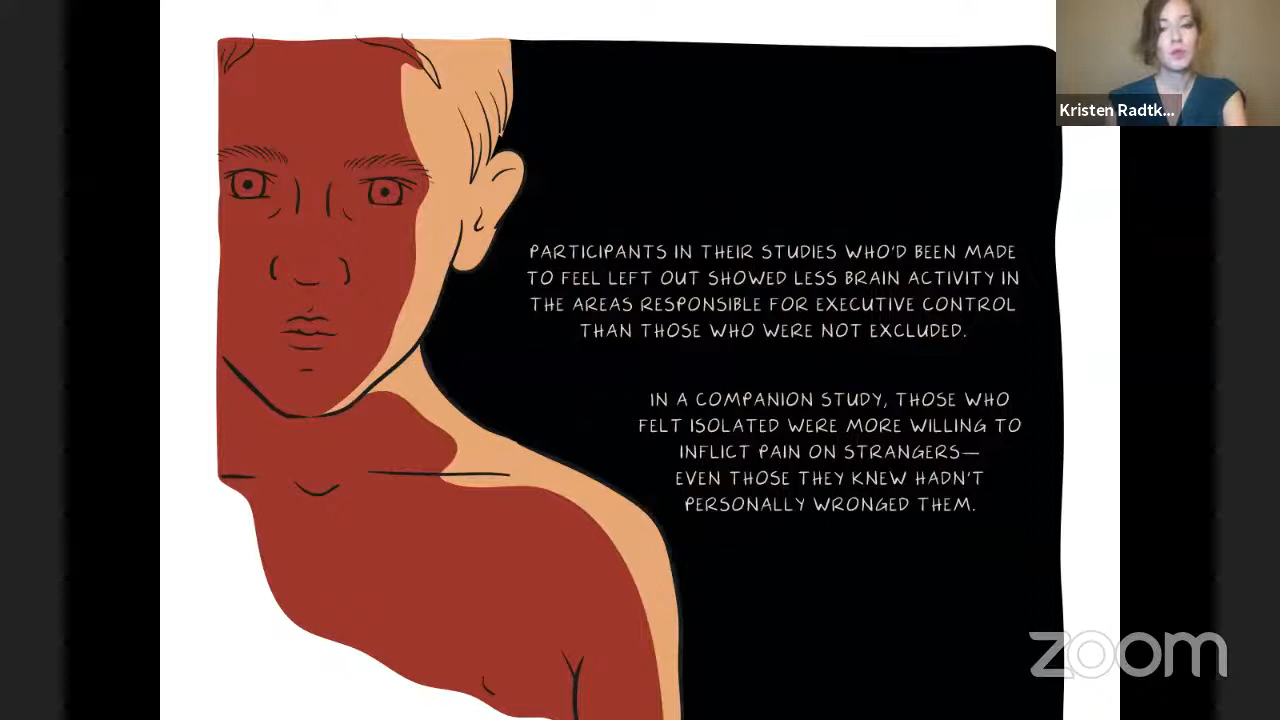 Kristen Radtk...
PARTICIPANTS IN THEIR STUDIES WHO'D BEEN MADE
TO FEEL LEFT OUT SHOWED LESS BRAIN ACTIVITY IN
THE AREAS RESPONSIBLE FOR EXECUTIVE CONTROL
THAN THOSE WHO WERE NOT EXCLUDED.
IN A COMPANION STUDY, THOSE WHO
FELT ISOLATED WERE MORE WILLING TO
INFLICT PAIN ON STRANGERS—
EVEN THOSE THEY KNEW HADN'T
PERSONALLY WRONGED THEM.
zoom